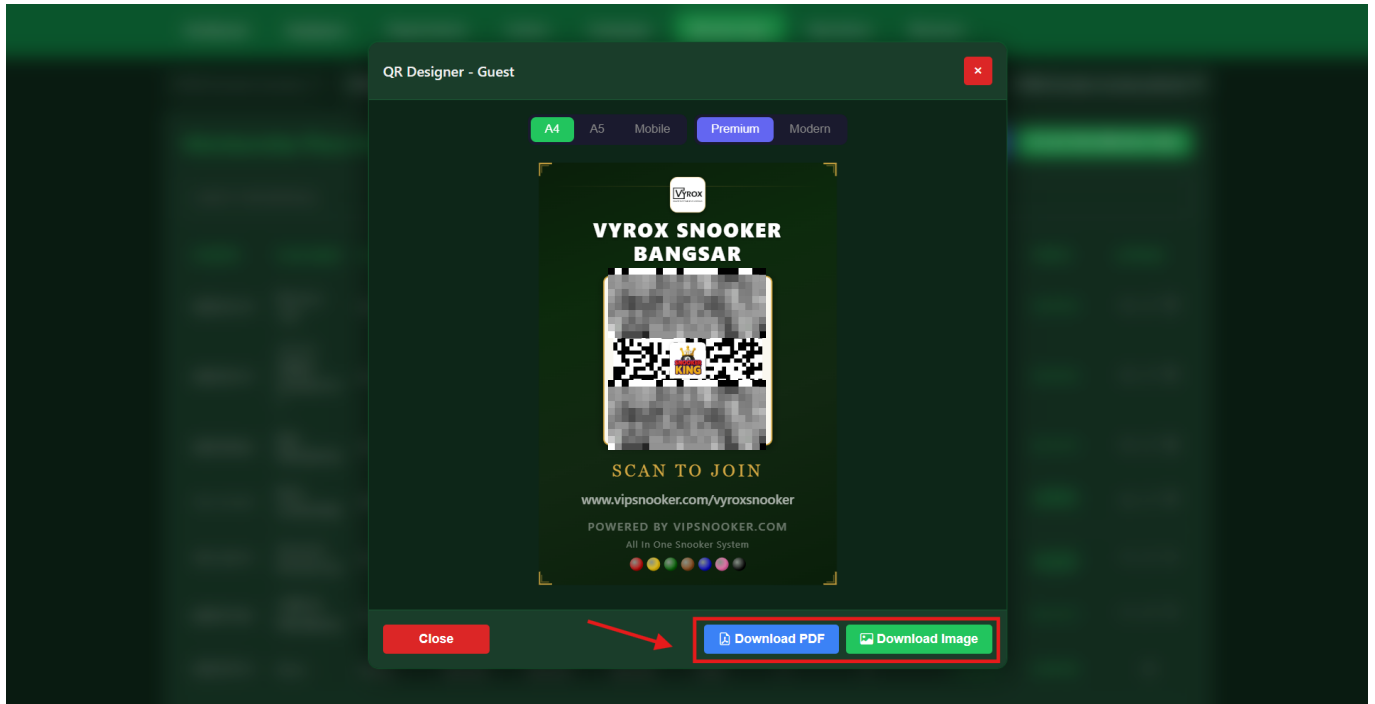 QR Designer - Guest
×
A4 A5 Mobile Premium Modern
VYROX
VYROX SNOOKER
BANGSAR
KING
SCAN TO JOIN
www.vipsnooker.com/vyroxsnooker
POWERED BY VIPSNOOKER.COM
All In One Snooker System
Close Download PDF Download Image